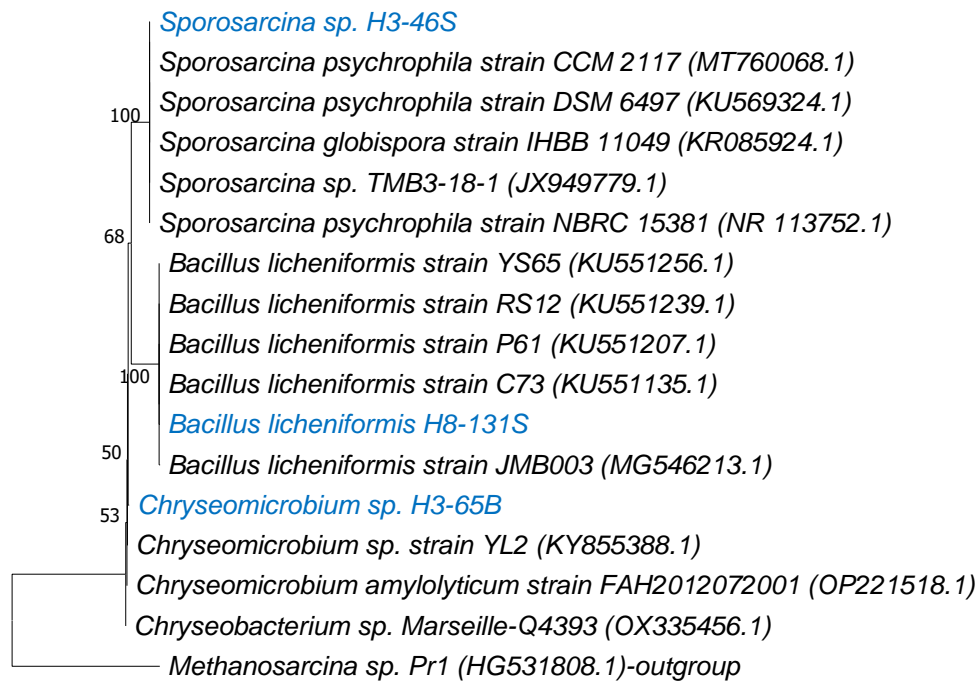 Sporosarcina sp. H3-46S
Sporosarcina psychrophila strain CCM 2117 (MT760068.1)
Sporosarcina psychrophila strain DSM 6497 (KU569324.1)
100
Sporosarcina globispora strain IHBB 11049 (KR085924.1)
Sporosarcina sp. TMB3-18-1 (JX949779.1)
Sporosarcina psychrophila strain NBRC 15381 (NR 113752.1)
68
Bacillus licheniformis strain YS65 (KU551256.1)
Bacillus licheniformis strain RS12 (KU551239.1)
Bacillus licheniformis strain P61 (KU551207.1)
100
Bacillus licheniformis strain C73 (KU551135.1)
Bacillus licheniformis H8-131S
50
Bacillus licheniformis strain JMB003 (MG546213.1)
Chryseomicrobium sp. H3-65B
53
Chryseomicrobium sp. strain YL2 (KY855388.1)
Chryseomicrobium amylolyticum strain FAH2012072001 (OP221518.1)
Chryseobacterium sp. Marseille-Q4393 (OX335456.1)
Methanosarcina sp. Pr1 (HG531808.1)-outgroup